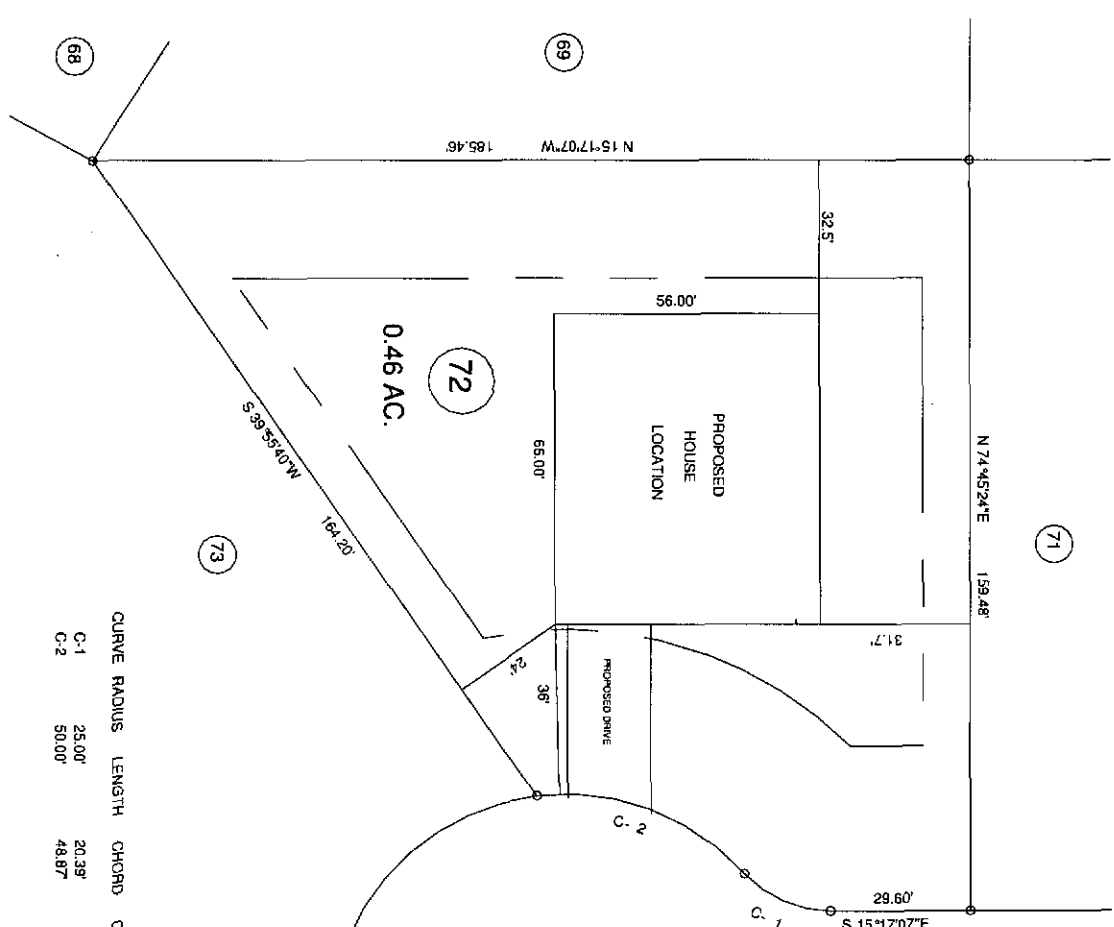 68
69
N 15°17'07"W 185.46'
32.5'
56.00'
72
0.46 AC.
PROPOSED
HOUSE
LOCATION
N 74°45'24"E 159.48'
71
66.00'
S 39°55'40"W 164.20'
73
31.7'
24'
36'
PROPOSED DRIVE
C-2
C-1
29.60'
S 15°17'07"E
CURVE RADIUS LENGTH CHORD C
C-1 25.00' 20.39'
C-2 50.00' 48.87'